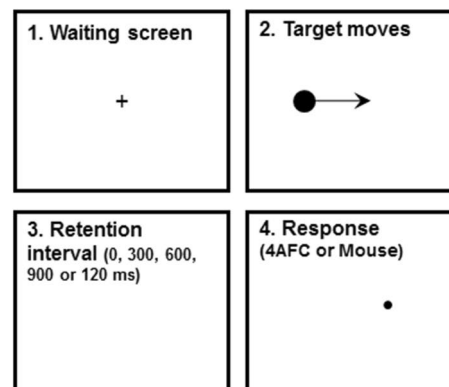 1. Waiting screen
+
2. Target moves
3. Retention
interval (0, 300, 600,
900 or 120 ms)
4. Response
(4AFC or Mouse)